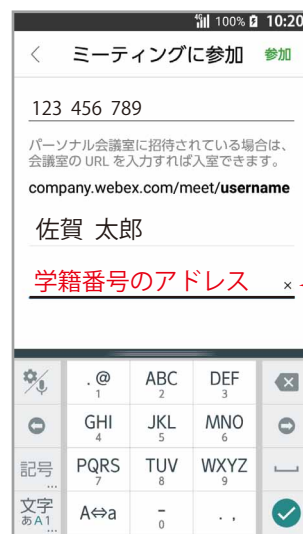 4G 100% 10:20
< ミーティングに参加 参加
123 456 789
パーソナル会議室に招待されている場合は、
会議室の URL を入力すれば入室できます。
company.webex.com/meet/username
佐賀 太郎
学籍番号のアドレス ×
. @ ABC DEF
1 2 3
GHI JKL MNO
4 5 6
記号 PQRS TUV WXYZ
... 7 8 9
文字 A⇔a - . ,
あA1 0
...